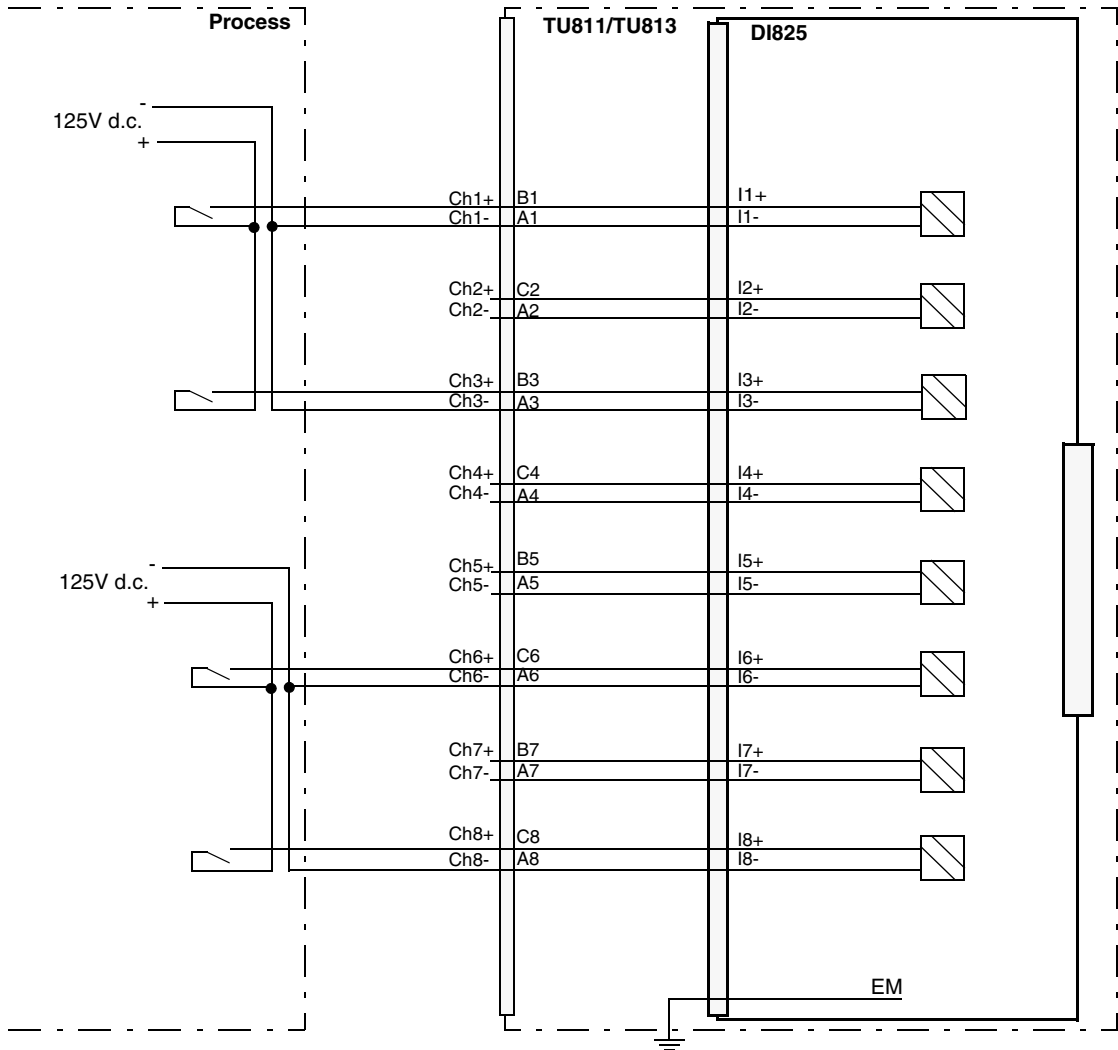 Process TU811/TU813 DI825
-
125V d.c.
+
Ch1+ B1 I1+
Ch1- A1 I1-
Ch2+ C2 I2+
Ch2- A2 I2-
Ch3+ B3 I3+
Ch3- A3 I3-
Ch4+ C4 I4+
Ch4- A4 I4-
-
125V d.c.
+
Ch5+ B5 I5+
Ch5- A5 I5-
Ch6+ C6 I6+
Ch6- A6 I6-
Ch7+ B7 I7+
Ch7- A7 I7-
Ch8+ C8 I8+
Ch8- A8 I8-
EM